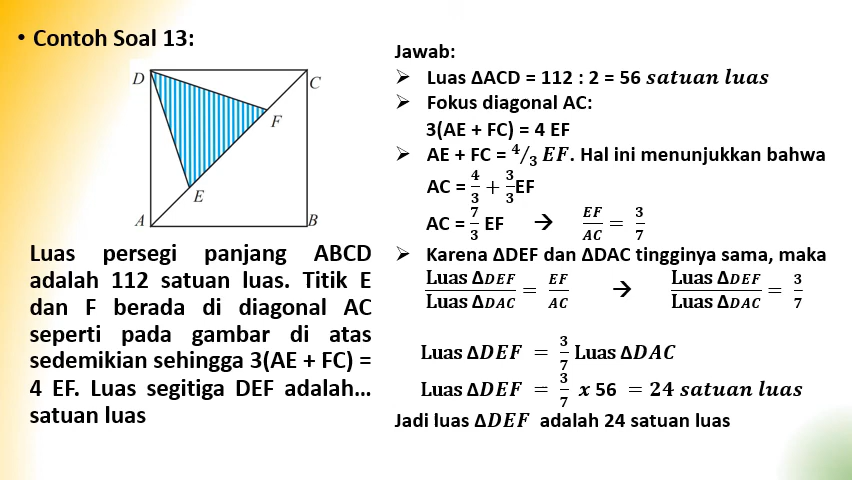 • Contoh Soal 13:
D
C
F
E
A
B
Luas persegi panjang ABCD
adalah 112 satuan luas. Titik E
dan F berada di diagonal AC
seperti pada gambar di atas
sedemikian sehingga 3(AE + FC) =
4 EF. Luas segitiga DEF adalah...
satuan luas
Jawab:
➢ Luas ΔACD = 112 : 2 = 56 satuan luas
➢ Fokus diagonal AC:
3(AE + FC) = 4 EF
➢ AE + FC = 4/3 EF. Hal ini menunjukkan bahwa
AC = 4/3 + 3/3 EF
AC = 7/3 EF → EF/AC = 3/7
➢ Karena ΔDEF dan ΔDAC tingginya sama, maka
Luas ΔDEF / Luas ΔDAC = EF/AC → Luas ΔDEF / Luas ΔDAC = 3/7
Luas ΔDEF = 3/7 Luas ΔDAC
Luas ΔDEF = 3/7 x 56 = 24 satuan luas
Jadi luas ΔDEF adalah 24 satuan luas